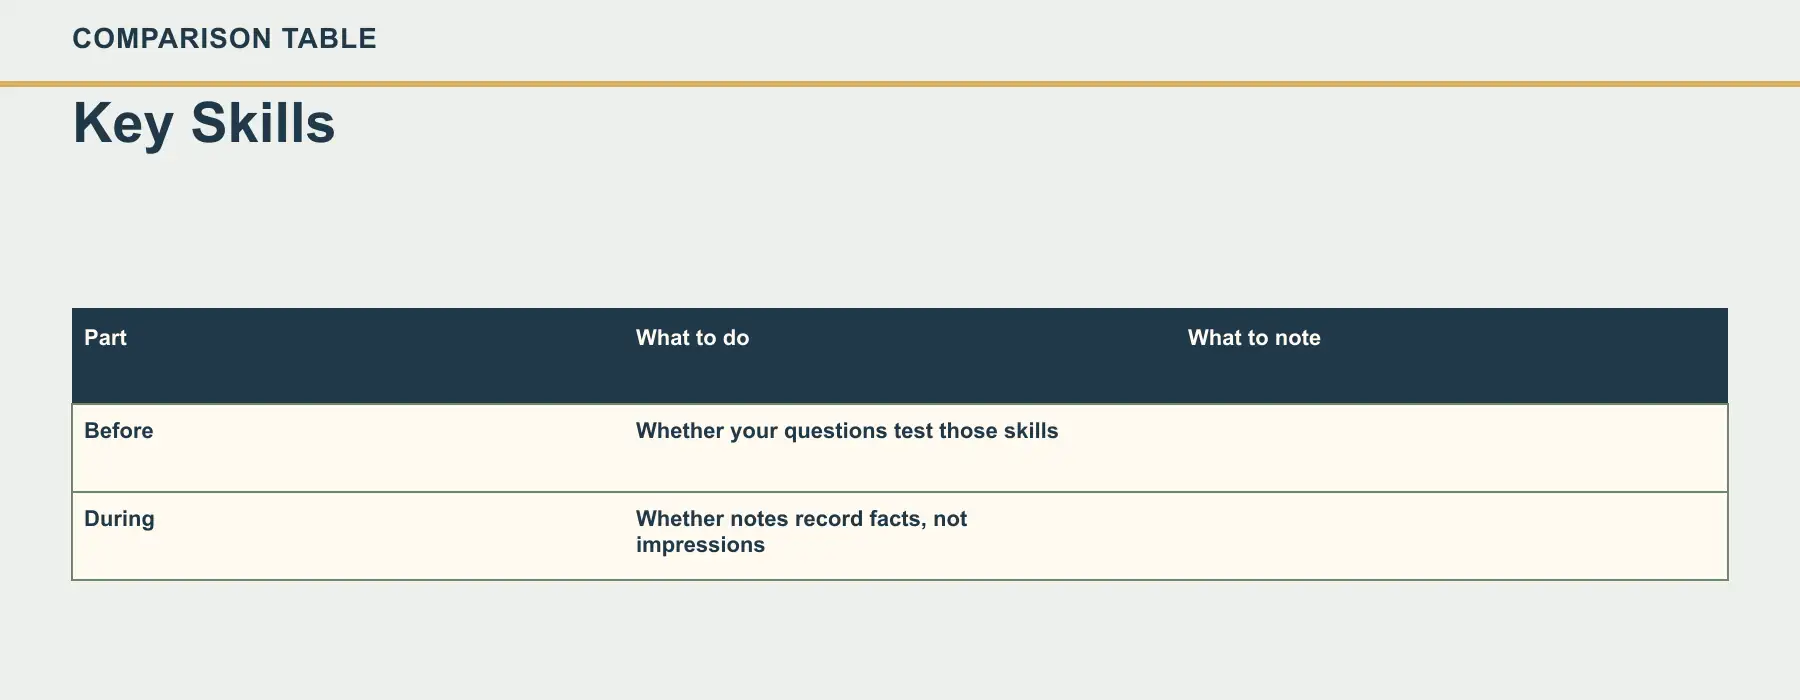 COMPARISON TABLE
Key Skills
Part What to do What to note
Before Whether your questions test those skills
During Whether notes record facts, not
impressions